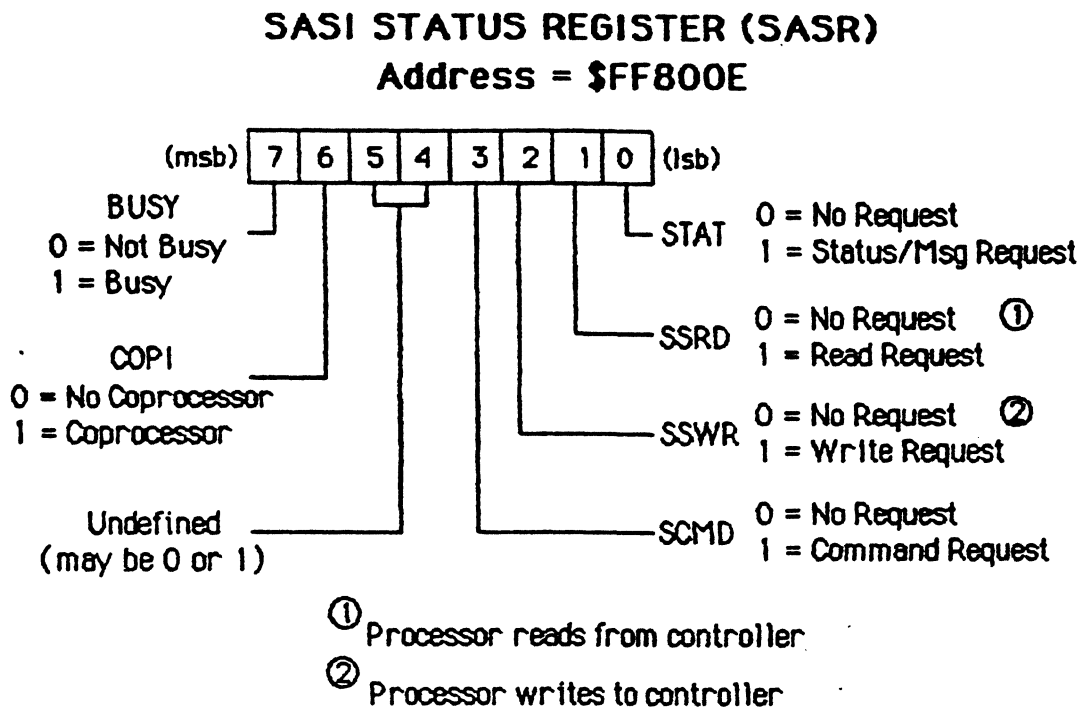 SASI STATUS REGISTER (SASR)
Address = $FF800E
(msb) 7 6 5 4 3 2 1 0 (lsb)
BUSY
0 = Not Busy
1 = Busy
STAT 0 = No Request
1 = Status/Msg Request
SSRD 0 = No Request ①
1 = Read Request
COPI
0 = No Coprocessor
1 = Coprocessor
SSWR 0 = No Request ②
1 = Write Request
Undefined
(may be 0 or 1)
SCMD 0 = No Request
1 = Command Request
① Processor reads from controller
② Processor writes to controller